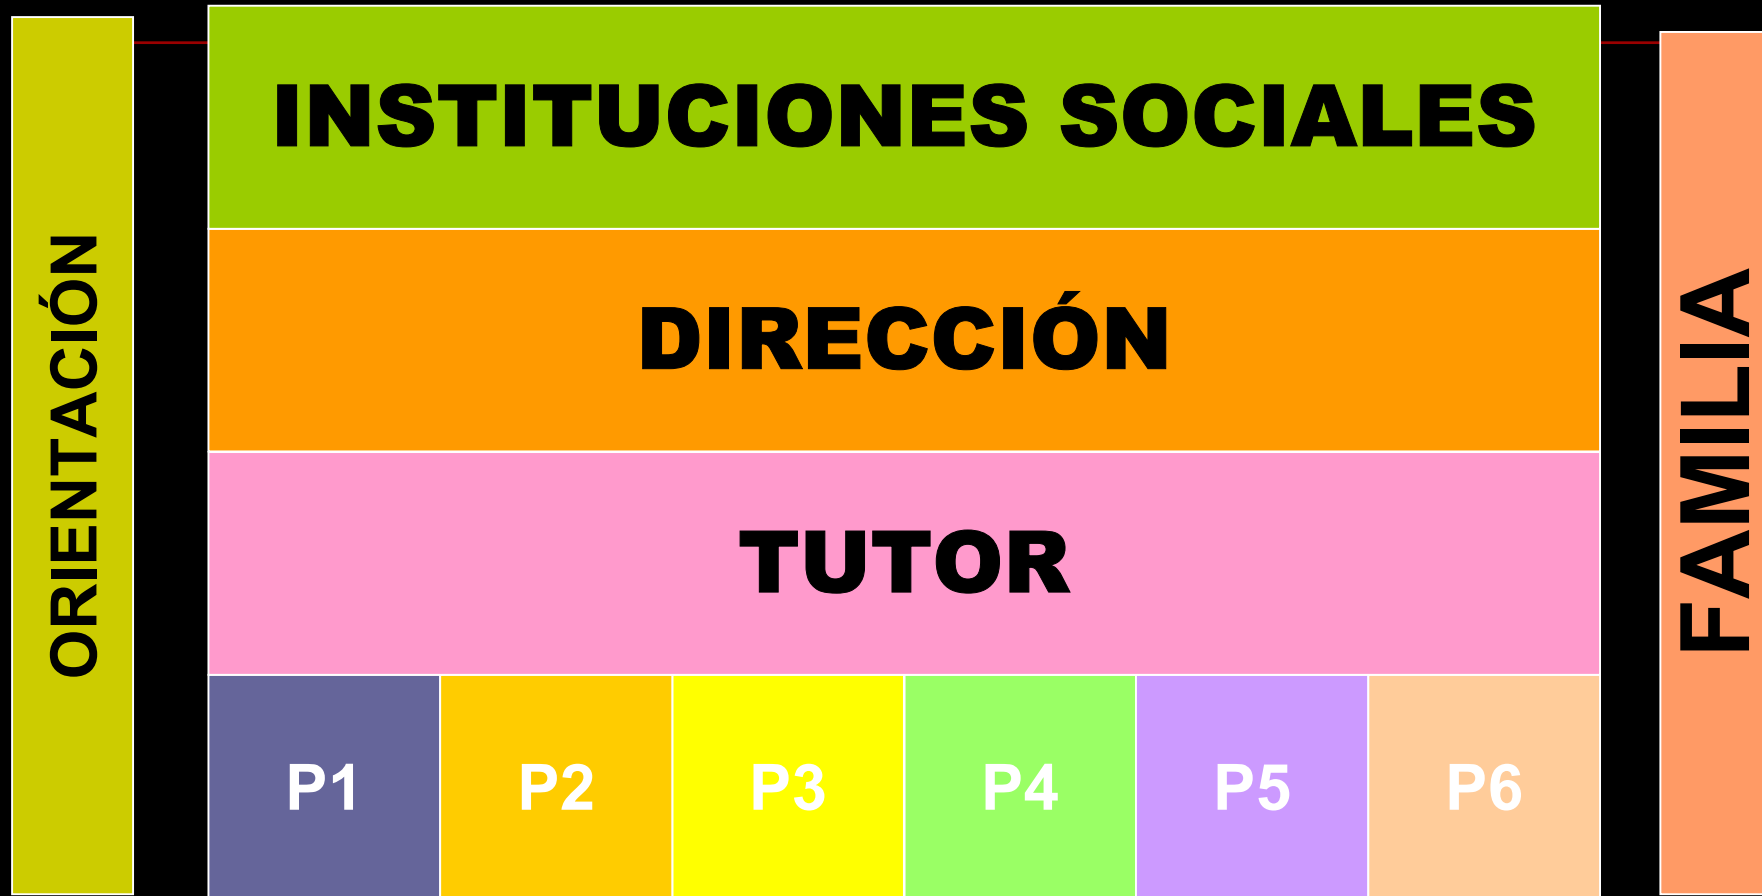 ORIENTACIÓN
INSTITUCIONES SOCIALES
DIRECCIÓN
TUTOR
P1 P2 P3 P4 P5 P6
FAMILIA